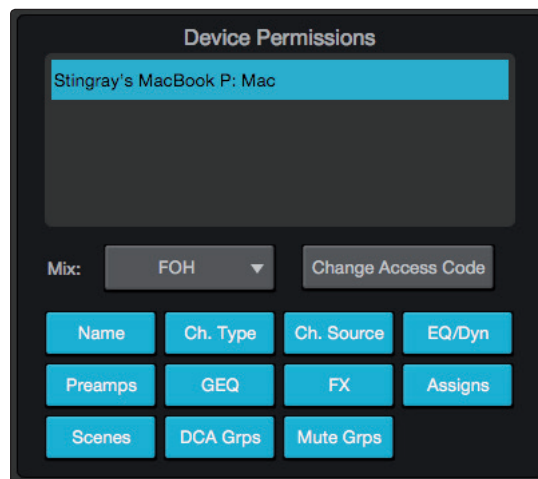 Device Permissions
Stingray's MacBook P: Mac
Mix: FOH Change Access Code
Name Ch. Type Ch. Source EQ/Dyn
Preamps GEQ FX Assigns
Scenes DCA Grps Mute Grps